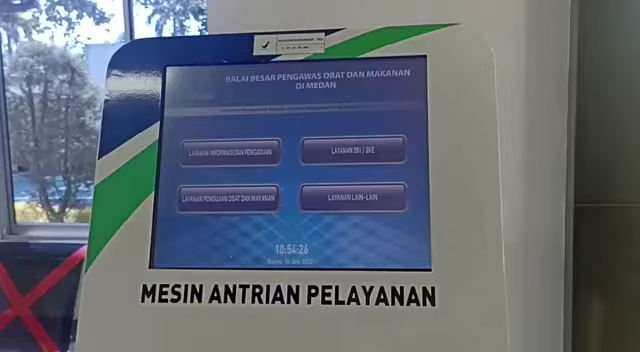 BALAI BESAR PENGAWAS OBAT DAN MAKANAN
DI MEDAN
LAYANAN INFORMASI DAN PENGADUAN
LAYANAN SKI / SKE
LAYANAN PENGUJIAN OBAT DAN MAKANAN
LAYANAN LAIN-LAIN
10:54:26
MESIN ANTRIAN PELAYANAN